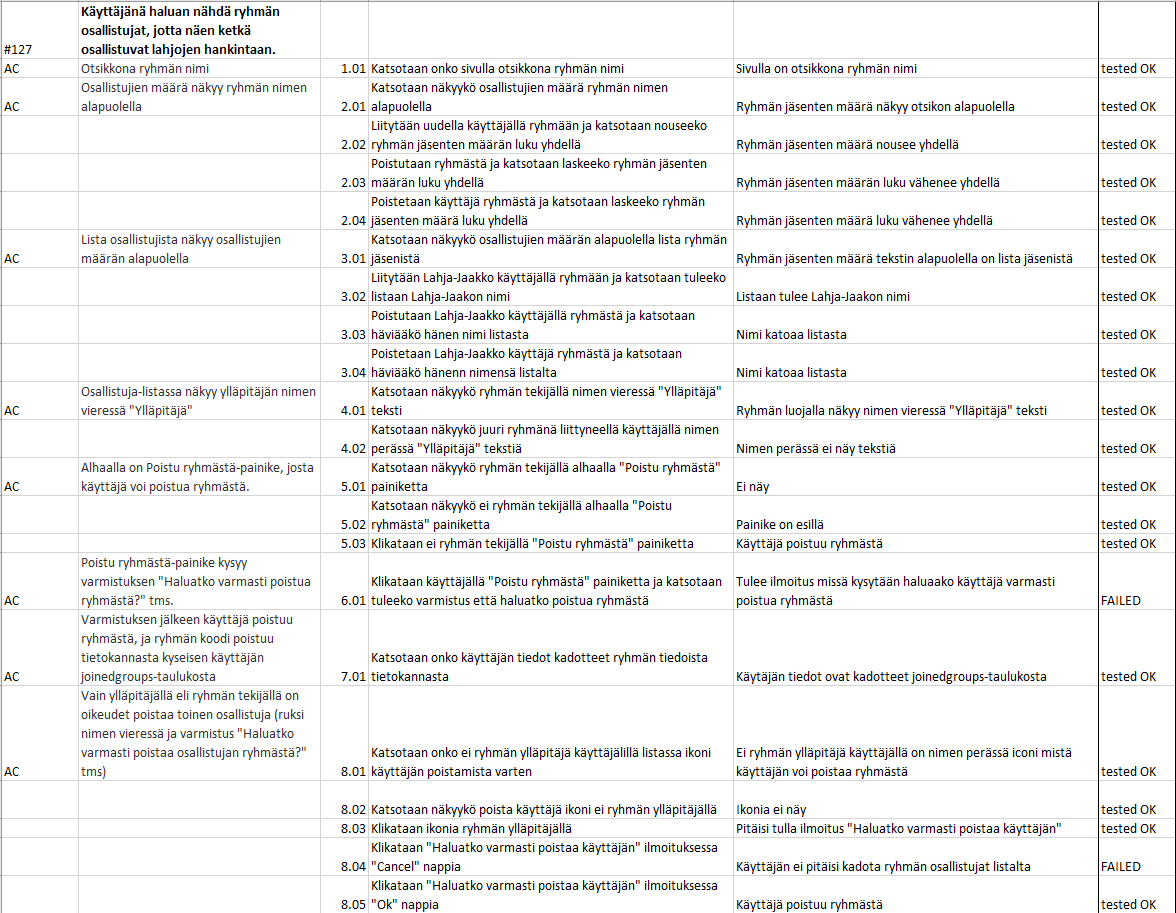 #127
Käyttäjänä haluan nähdä ryhmän
osallistujat, jotta näen ketkä
osallistuvat lahjojen hankintaan.
AC
Otsikkona ryhmän nimi
1.01 Katsotaan onko sivulla otsikkona ryhmän nimi
Sivulla on otsikkona ryhmän nimi
tested OK
AC
Osallistujien määrä näkyy ryhmän nimen
alapuolella
2.01 Katsotaan näkyykö osallistujien määrä ryhmän nimen
alapuolella
Ryhmän jäsenten määrä näkyy otsikon alapuolella
tested OK
2.02 Liitytään uudella käyttäjällä ryhmään ja katsotaan nouseeko
ryhmän jäsenten määrän luku yhdellä
Ryhmän jäsenten määrä nousee yhdellä
tested OK
2.03 Poistutaan ryhmästä ja katsotaan laskeeko ryhmän jäsenten
määrän luku yhdellä
Ryhmän jäsenten määrän luku vähenee yhdellä
tested OK
2.04 Poistetaan käyttäjä ryhmästä ja katsotaan laskeeko ryhmän
jäsenten määrä luku yhdellä
Ryhmän jäsenten määrä luku vähenee yhdellä
tested OK
AC
Lista osallistujista näkyy osallistujien
määrän alapuolella
3.01 Katsotaan näkyykö osallistujien määrän alapuolella lista ryhmän
jäsenistä
Ryhmän jäsenten määrä tekstin alapuolella on lista jäsenistä
tested OK
3.02 Liitytään Lahja-Jaakko käyttäjällä ryhmään ja katsotaan tuleeko
listaan Lahja-Jaakon nimi
Listaan tulee Lahja-Jaakon nimi
tested OK
3.03 Poistutaan Lahja-Jaakko käyttäjällä ryhmästä ja katsotaan
häviääkö hänen nimi listasta
Nimi katoaa listasta
tested OK
3.04 Poistetaan Lahja-Jaakko käyttäjä ryhmästä ja katsotaan
häviääkö hänenn nimensä listalta
Nimi katoaa listasta
tested OK
AC
Osallistuja-listassa näkyy ylläpitäjän nimen
vieressä "Ylläpitäjä"
4.01 Katsotaan näkyykö ryhmän tekijällä nimen vieressä "Ylläpitäjä"
teksti
Ryhmän luojalla näkyy nimen vieressä "Ylläpitäjä" teksti
tested OK
4.02 Katsotaan näkyykö juuri ryhmänä liittyneellä käyttäjällä nimen
perässä "Ylläpitäjä" tekstiä
Nimen perässä ei näy tekstiä
tested OK
AC
Alhaalla on Poistu ryhmästä-painike, josta
käyttäjä voi poistua ryhmästä.
5.01 Katsotaan näkyykö ryhmän tekijällä alhaalla "Poistu ryhmästä"
painiketta
Ei näy
tested OK
5.02 Katsotaan näkyykö ei ryhmän tekijällä alhaalla "Poistu
ryhmästä" painiketta
Painike on esillä
tested OK
5.03 Klikataan ei ryhmän tekijällä "Poistu ryhmästä" painiketta
Käyttäjä poistuu ryhmästä
tested OK
AC
Poistu ryhmästä-painike kysyy
varmistuksen "Haluatko varmasti poistua
ryhmästä?" tms.
6.01 Klikataan käyttäjällä "Poistu ryhmästä" painiketta ja katsotaan
tuleeko varmistus että haluatko poistua ryhmästä
Tulee ilmoitus missä kysytään haluaako käyttäjä varmasti
poistua ryhmästä
FAILED
AC
Varmistuksen jälkeen käyttäjä poistuu
ryhmästä, ja ryhmän koodi poistuu
tietokannasta kyseisen käyttäjän
joinedgroups-taulukosta
7.01 Katsotaan onko käyttäjän tiedot kadotteet ryhmän tiedoista
tietokannasta
Käytäjän tiedot ovat kadotteet joinedgroups-taulukosta
tested OK
AC
Vain ylläpitäjällä eli ryhmän tekijällä on
oikeudet poistaa toinen osallistuja (ruksi
nimen vieressä ja varmistus "Haluatko
varmasti poistaa osallistujan ryhmästä?"
tms)
8.01 Katsotaan onko ei ryhmän ylläpitäjä käyttäjälillä listassa ikoni
käyttäjän poistamista varten
Ei ryhmän ylläpitäjä käyttäjällä on nimen perässä iconi mistä
käyttäjän voi poistaa ryhmästä
tested OK
8.02 Katsotaan näkyykö poista käyttäjä ikoni ei ryhmän ylläpitäjällä
Ikonia ei näy
tested OK
8.03 Klikataan ikonia ryhmän ylläpitäjällä
Pitäisi tulla ilmoitus "Haluatko varmasti poistaa käyttäjän"
tested OK
8.04 Klikataan "Haluatko varmasti poistaa käyttäjän" ilmoituksessa
"Cancel" nappia
Käyttäjän ei pitäisi kadota ryhmän osallistujat listalta
FAILED
8.05 Klikataan "Haluatko varmasti poistaa käyttäjän" ilmoituksessa
"Ok" nappia
Käyttäjä poistuu ryhmästä
tested OK